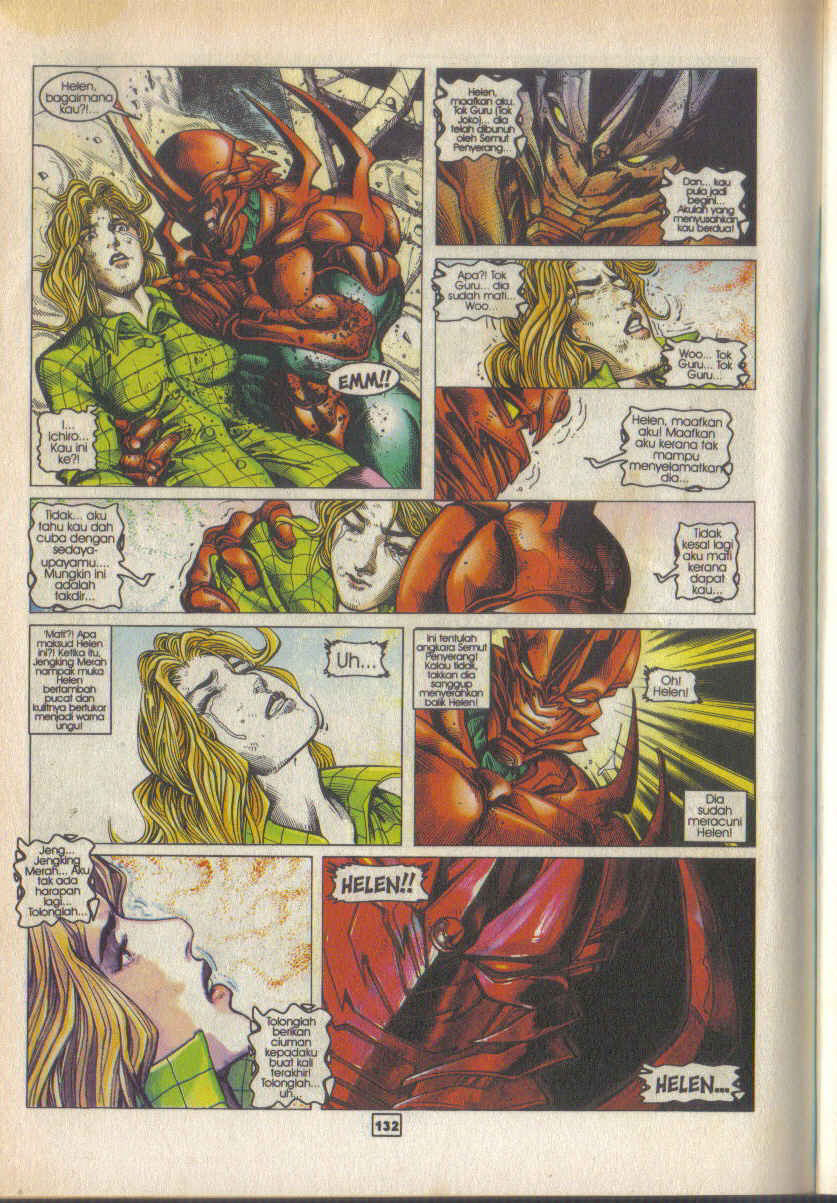 Helen,
bagaimana
kau?!...
EMM!!
I...
Ichiro...
Kau ini
ke?!
Helen,
maafkan aku.
Tok Guru (Tok
Joko)... dia
telah dibunuh
oleh Semut
Penyerang...
Dan... kau
pula jadi
begini...
Akulah yang
menyusahkan
kau berdua!
Apa?! Tok
Guru... dia
sudah mati...
Woo...
Woo... Tok
Guru... Tok
Guru...
Helen, maafkan
aku! Maafkan
aku kerana tak
mampu
menyelamatkan
dia...
Tidak... aku
tahu kau dah
cuba dengan
sedaya-
upayamu....
Mungkin ini
adalah
takdir...
Tidak
kesal lagi
aku mati
kerana
dapat
kau...
'Mati'?! Apa
maksud Helen
ini?! Ketika itu,
Jengking Merah
nampak muka
Helen
bertambah
pucat dan
kulitnya bertukar
menjadi warna
ungu!
Uh...
Ini tentulah
angkara Semut
Penyerang!
Kalau tidak,
takkan dia
sanggup
menyerahkan
balik Helen!
Oh!
Helen!
Dia
sudah
meracuni
Helen!
Jeng...
Jengking
Merah... Aku
tak ada
harapan
lagi...
Tolonglah...
Tolonglah
berikan
ciuman
kepadaku
buat kali
terakhir!
Tolonglah...
uh...
HELEN!!
HELEN...
132